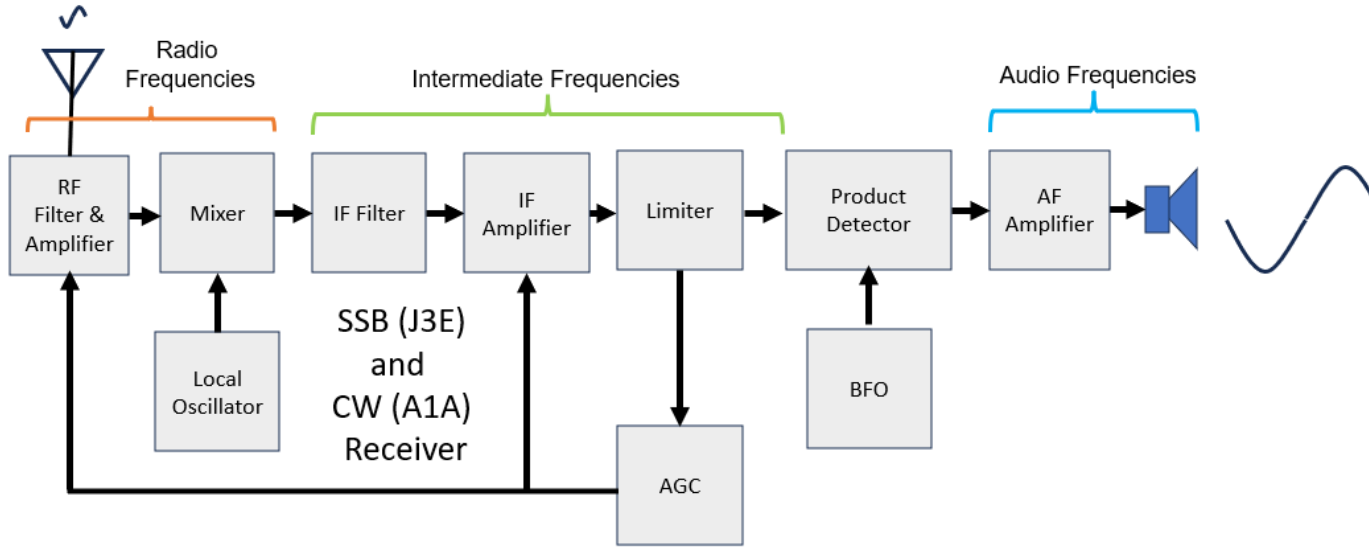 Radio
Frequencies
Intermediate Frequencies
Audio Frequencies
RF
Filter &
Amplifier
Mixer
IF Filter
IF
Amplifier
Limiter
Product
Detector
AF
Amplifier
Local
Oscillator
SSB (J3E)
and
CW (A1A)
Receiver
BFO
AGC